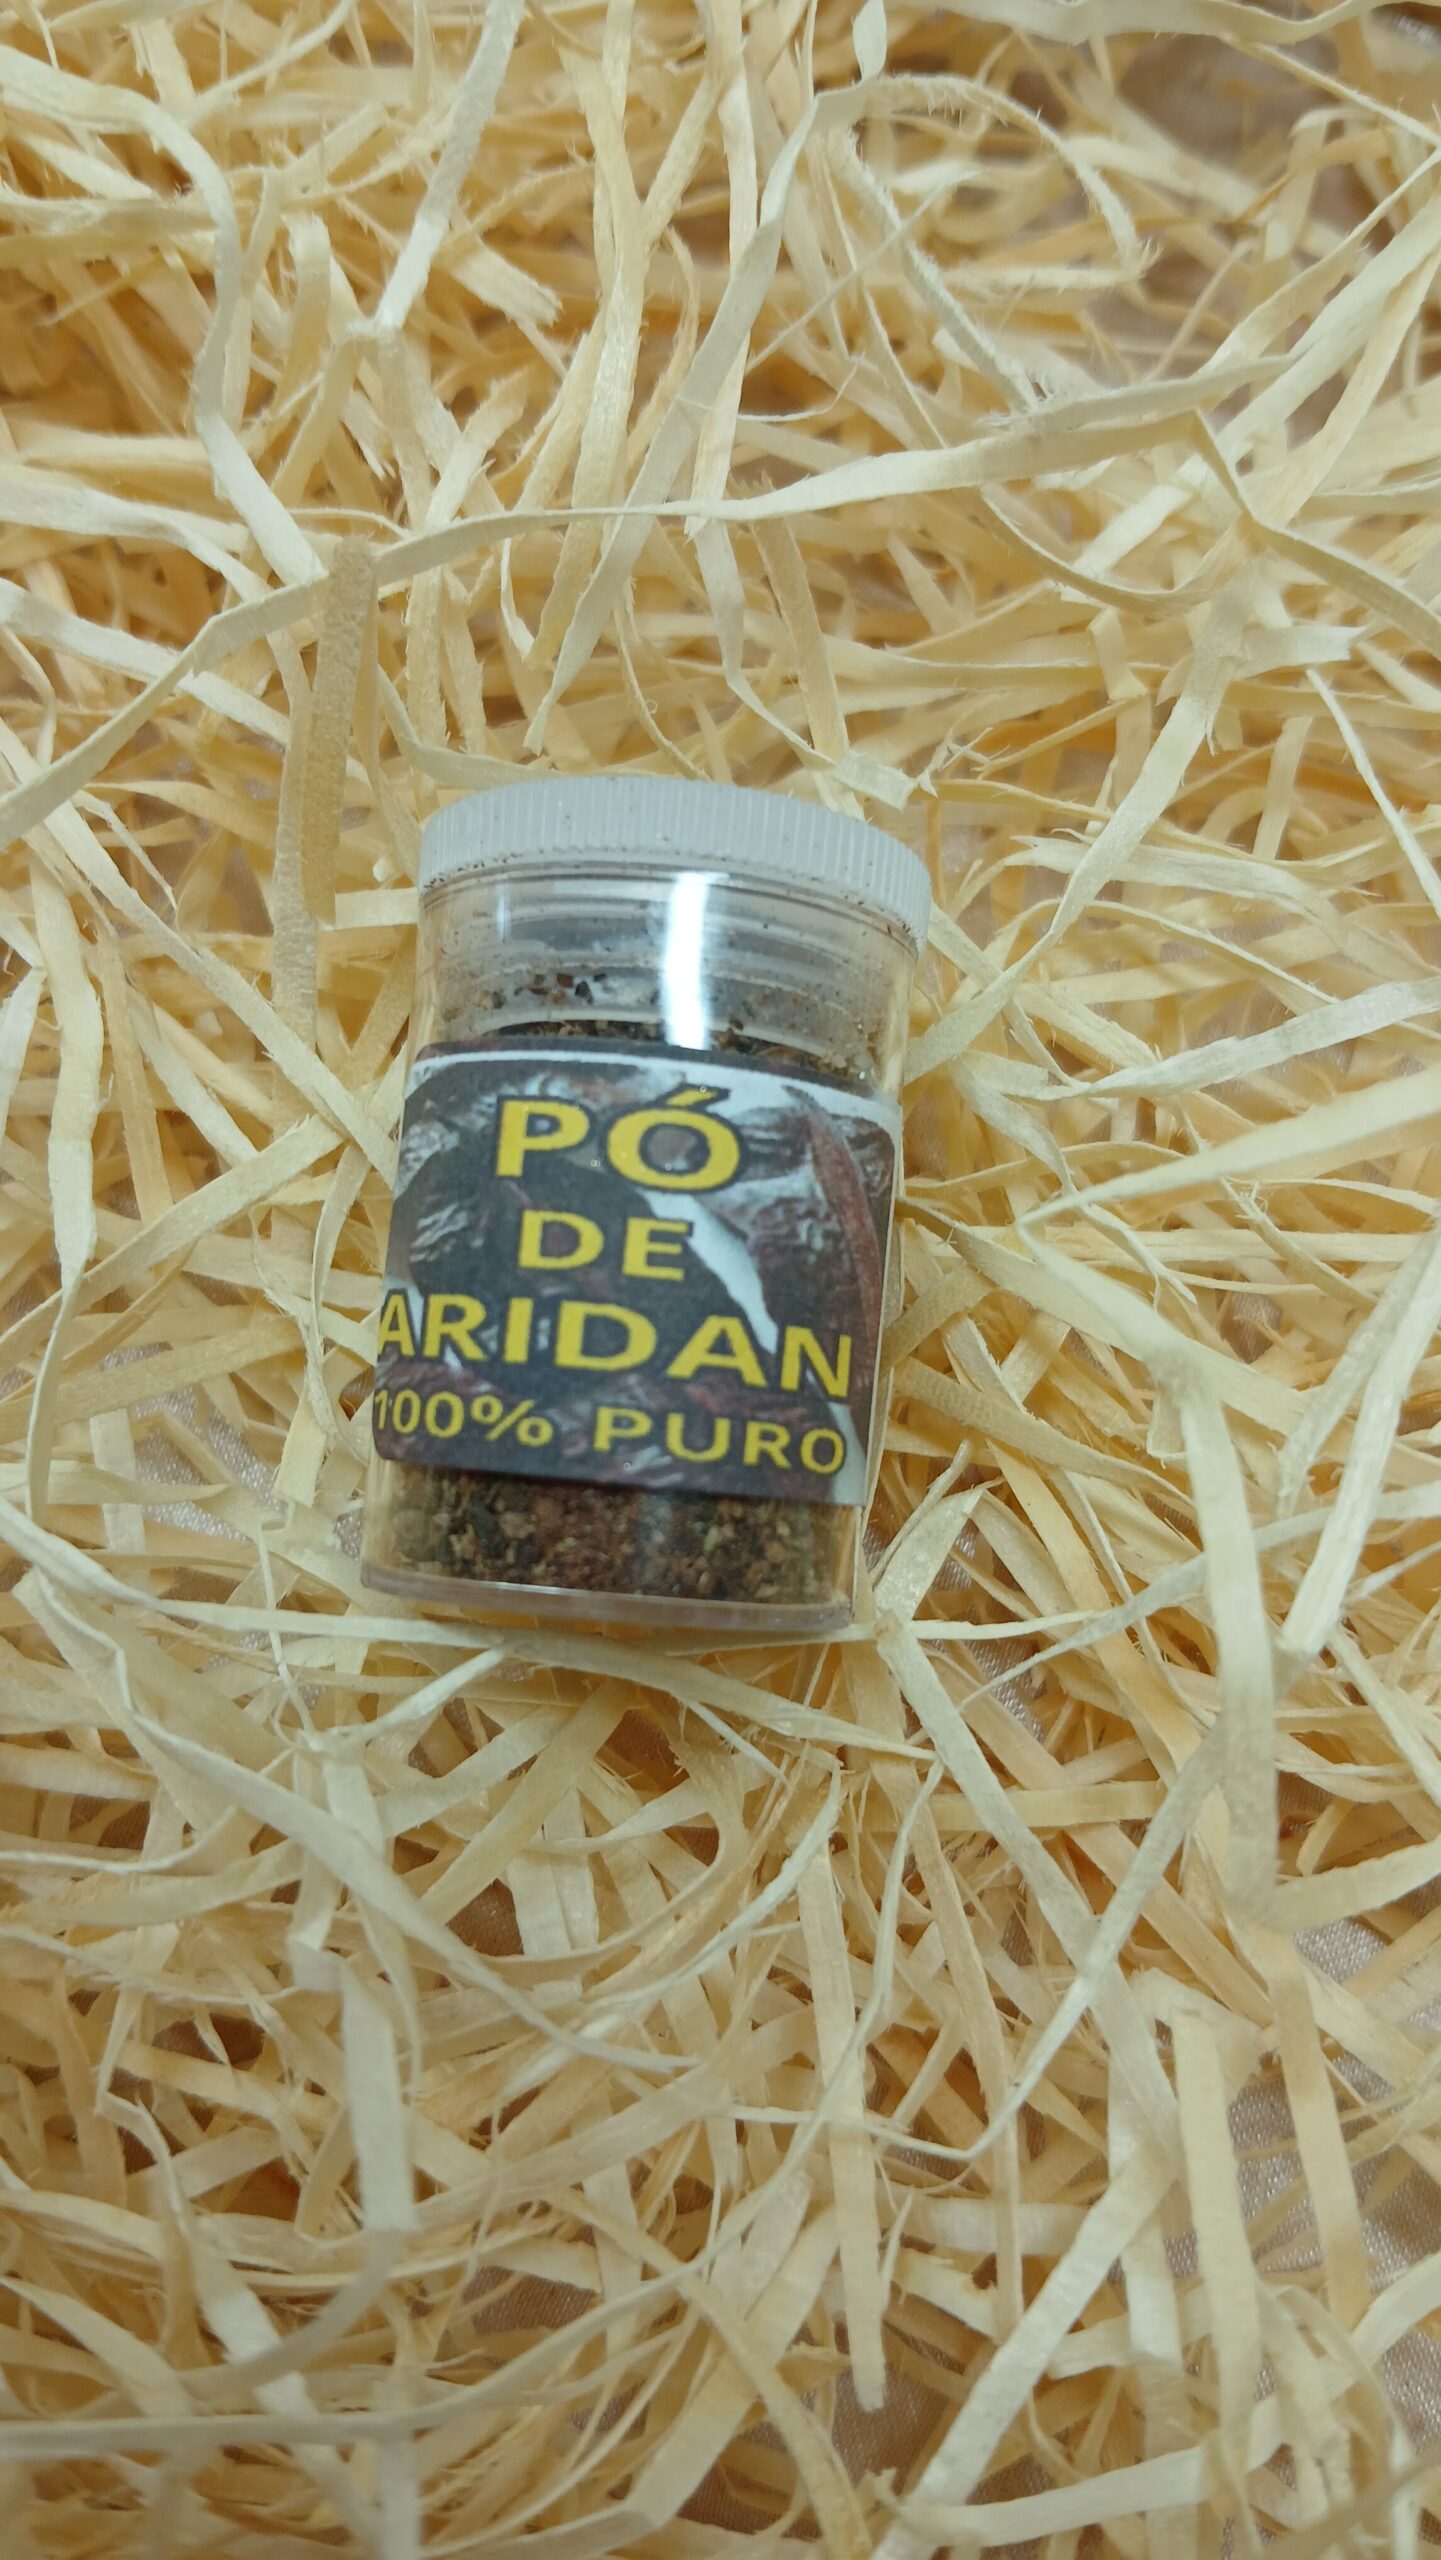 PÓ
DE
ARIDAN
100% PURO